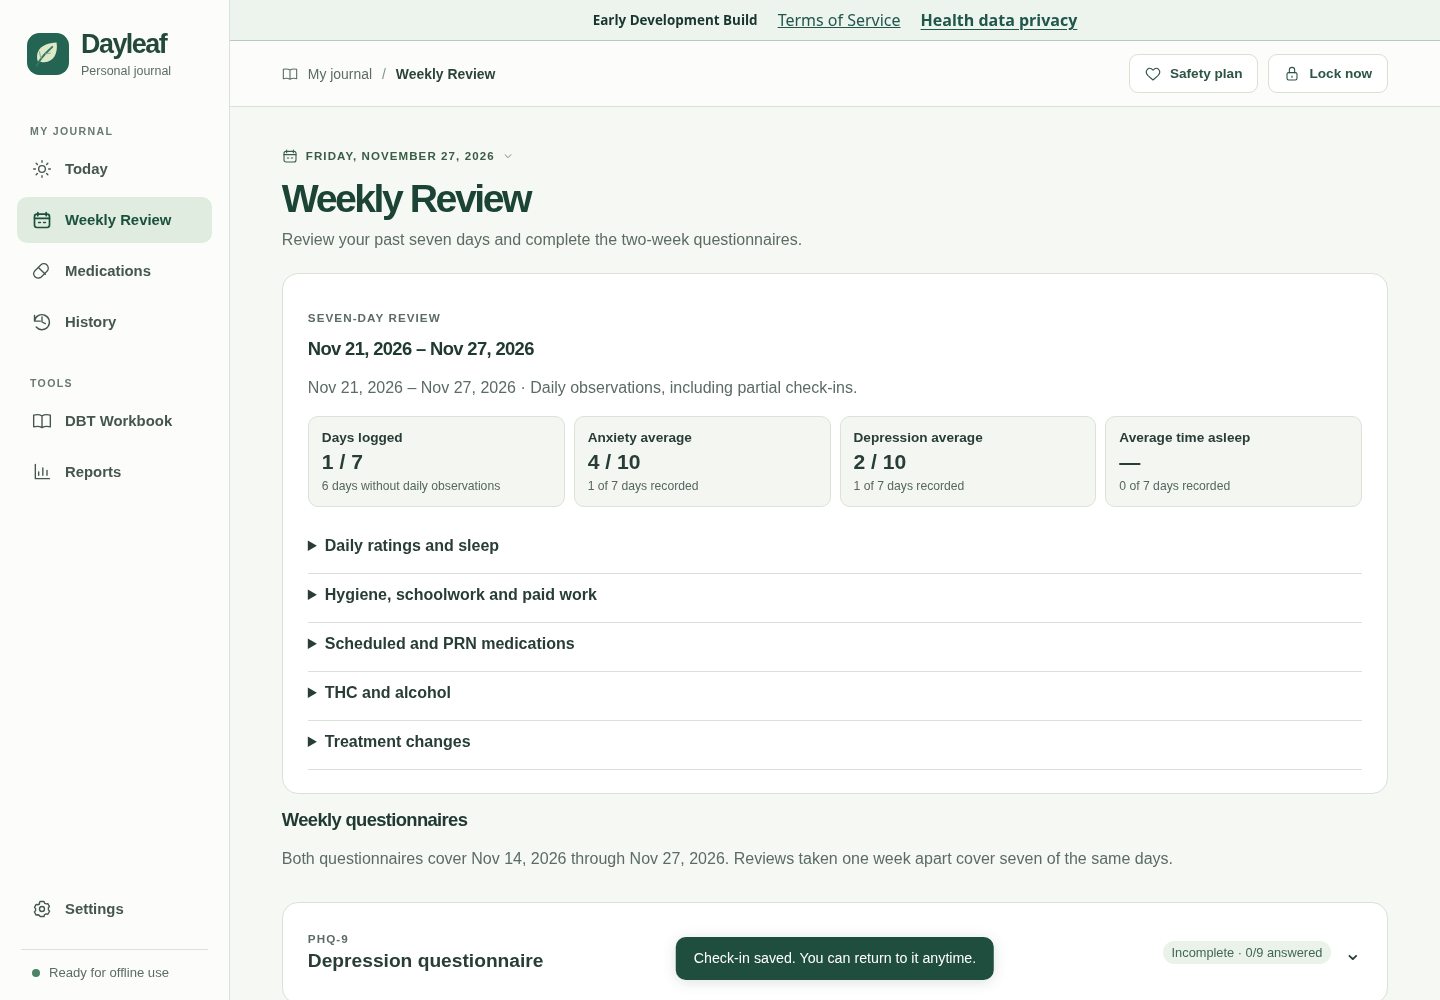 Dayleaf
Personal journal
MY JOURNAL
Today
Weekly Review
Medications
History
TOOLS
DBT Workbook
Reports
Settings
Ready for offline use
Early Development Build Terms of Service Health data privacy
My journal / Weekly Review
Safety plan
Lock now
FRIDAY, NOVEMBER 27, 2026
Weekly Review
Review your past seven days and complete the two-week questionnaires.
SEVEN-DAY REVIEW
Nov 21, 2026 – Nov 27, 2026
Nov 21, 2026 – Nov 27, 2026 · Daily observations, including partial check-ins.
Days logged
1 / 7
6 days without daily observations
Anxiety average
4 / 10
1 of 7 days recorded
Depression average
2 / 10
1 of 7 days recorded
Average time asleep
—
0 of 7 days recorded
Daily ratings and sleep
Hygiene, schoolwork and paid work
Scheduled and PRN medications
THC and alcohol
Treatment changes
Weekly questionnaires
Both questionnaires cover Nov 14, 2026 through Nov 27, 2026. Reviews taken one week apart cover seven of the same days.
PHQ-9
Depression questionnaire
Incomplete · 0/9 answered
Check-in saved. You can return to it anytime.